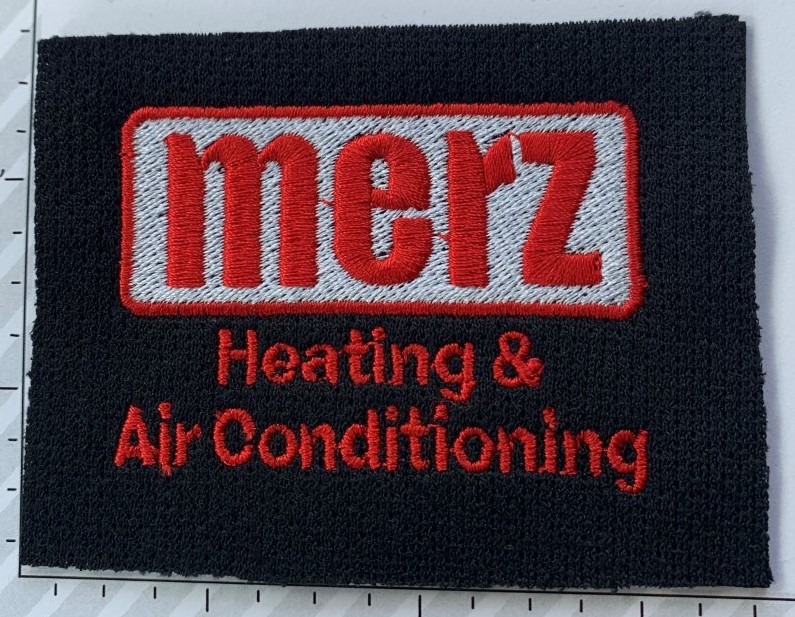 merz
Heating &
Air Conditioning